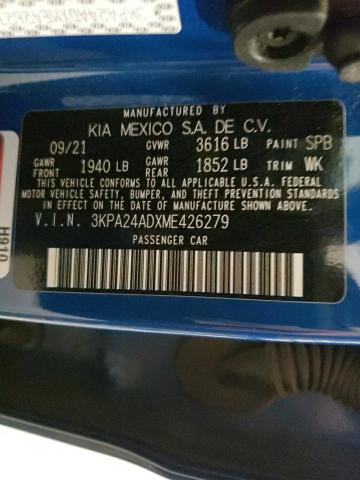 MANUFACTURED BY
KIA MEXICO S.A. DE C.V.
09/21 GVWR 3616 LB PAINT SPB
GAWR FRONT 1940 LB GAWR REAR 1852 LB TRIM WK
THIS VEHICLE CONFORMS TO ALL APPLICABLE U.S.A. FEDERAL
MOTOR VEHICLE SAFETY, BUMPER, AND THEFT PREVENTION STANDARDS
IN EFFECT ON THE DATE OF MANUFACTURE SHOWN ABOVE.
V.I.N. 3KPA24ADXME426279
PASSENGER CAR
H910